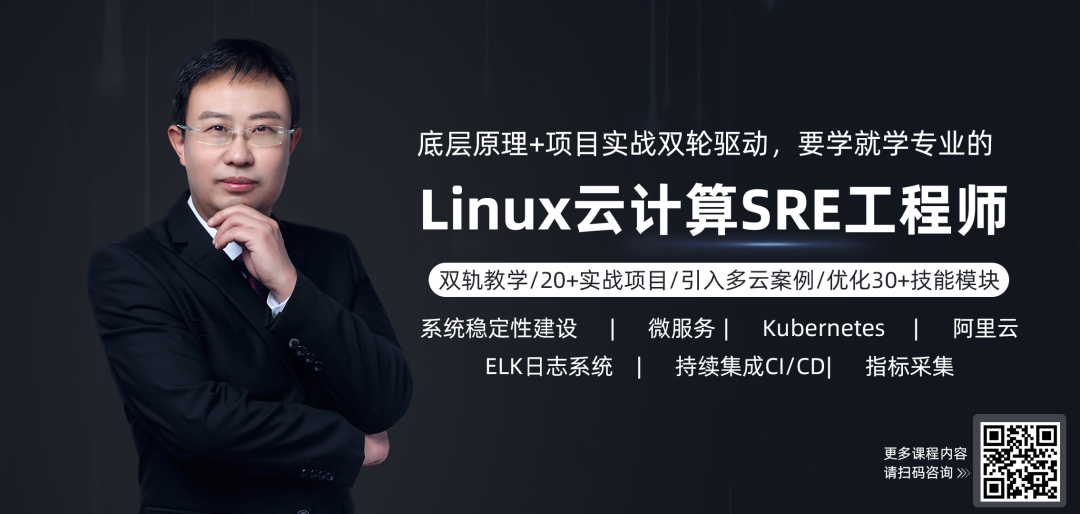 底层原理+项目实战双轮驱动，要学就学专业的
Linux云计算SRE工程师
双轨教学/20+实战项目/引入多云案例/优化30+技能模块
系统稳定性建设 | 微服务 | Kubernetes | 阿里云
ELK日志系统 | 持续集成CI/CD| 指标采集
更多课程内容
请扫码咨询 >>>